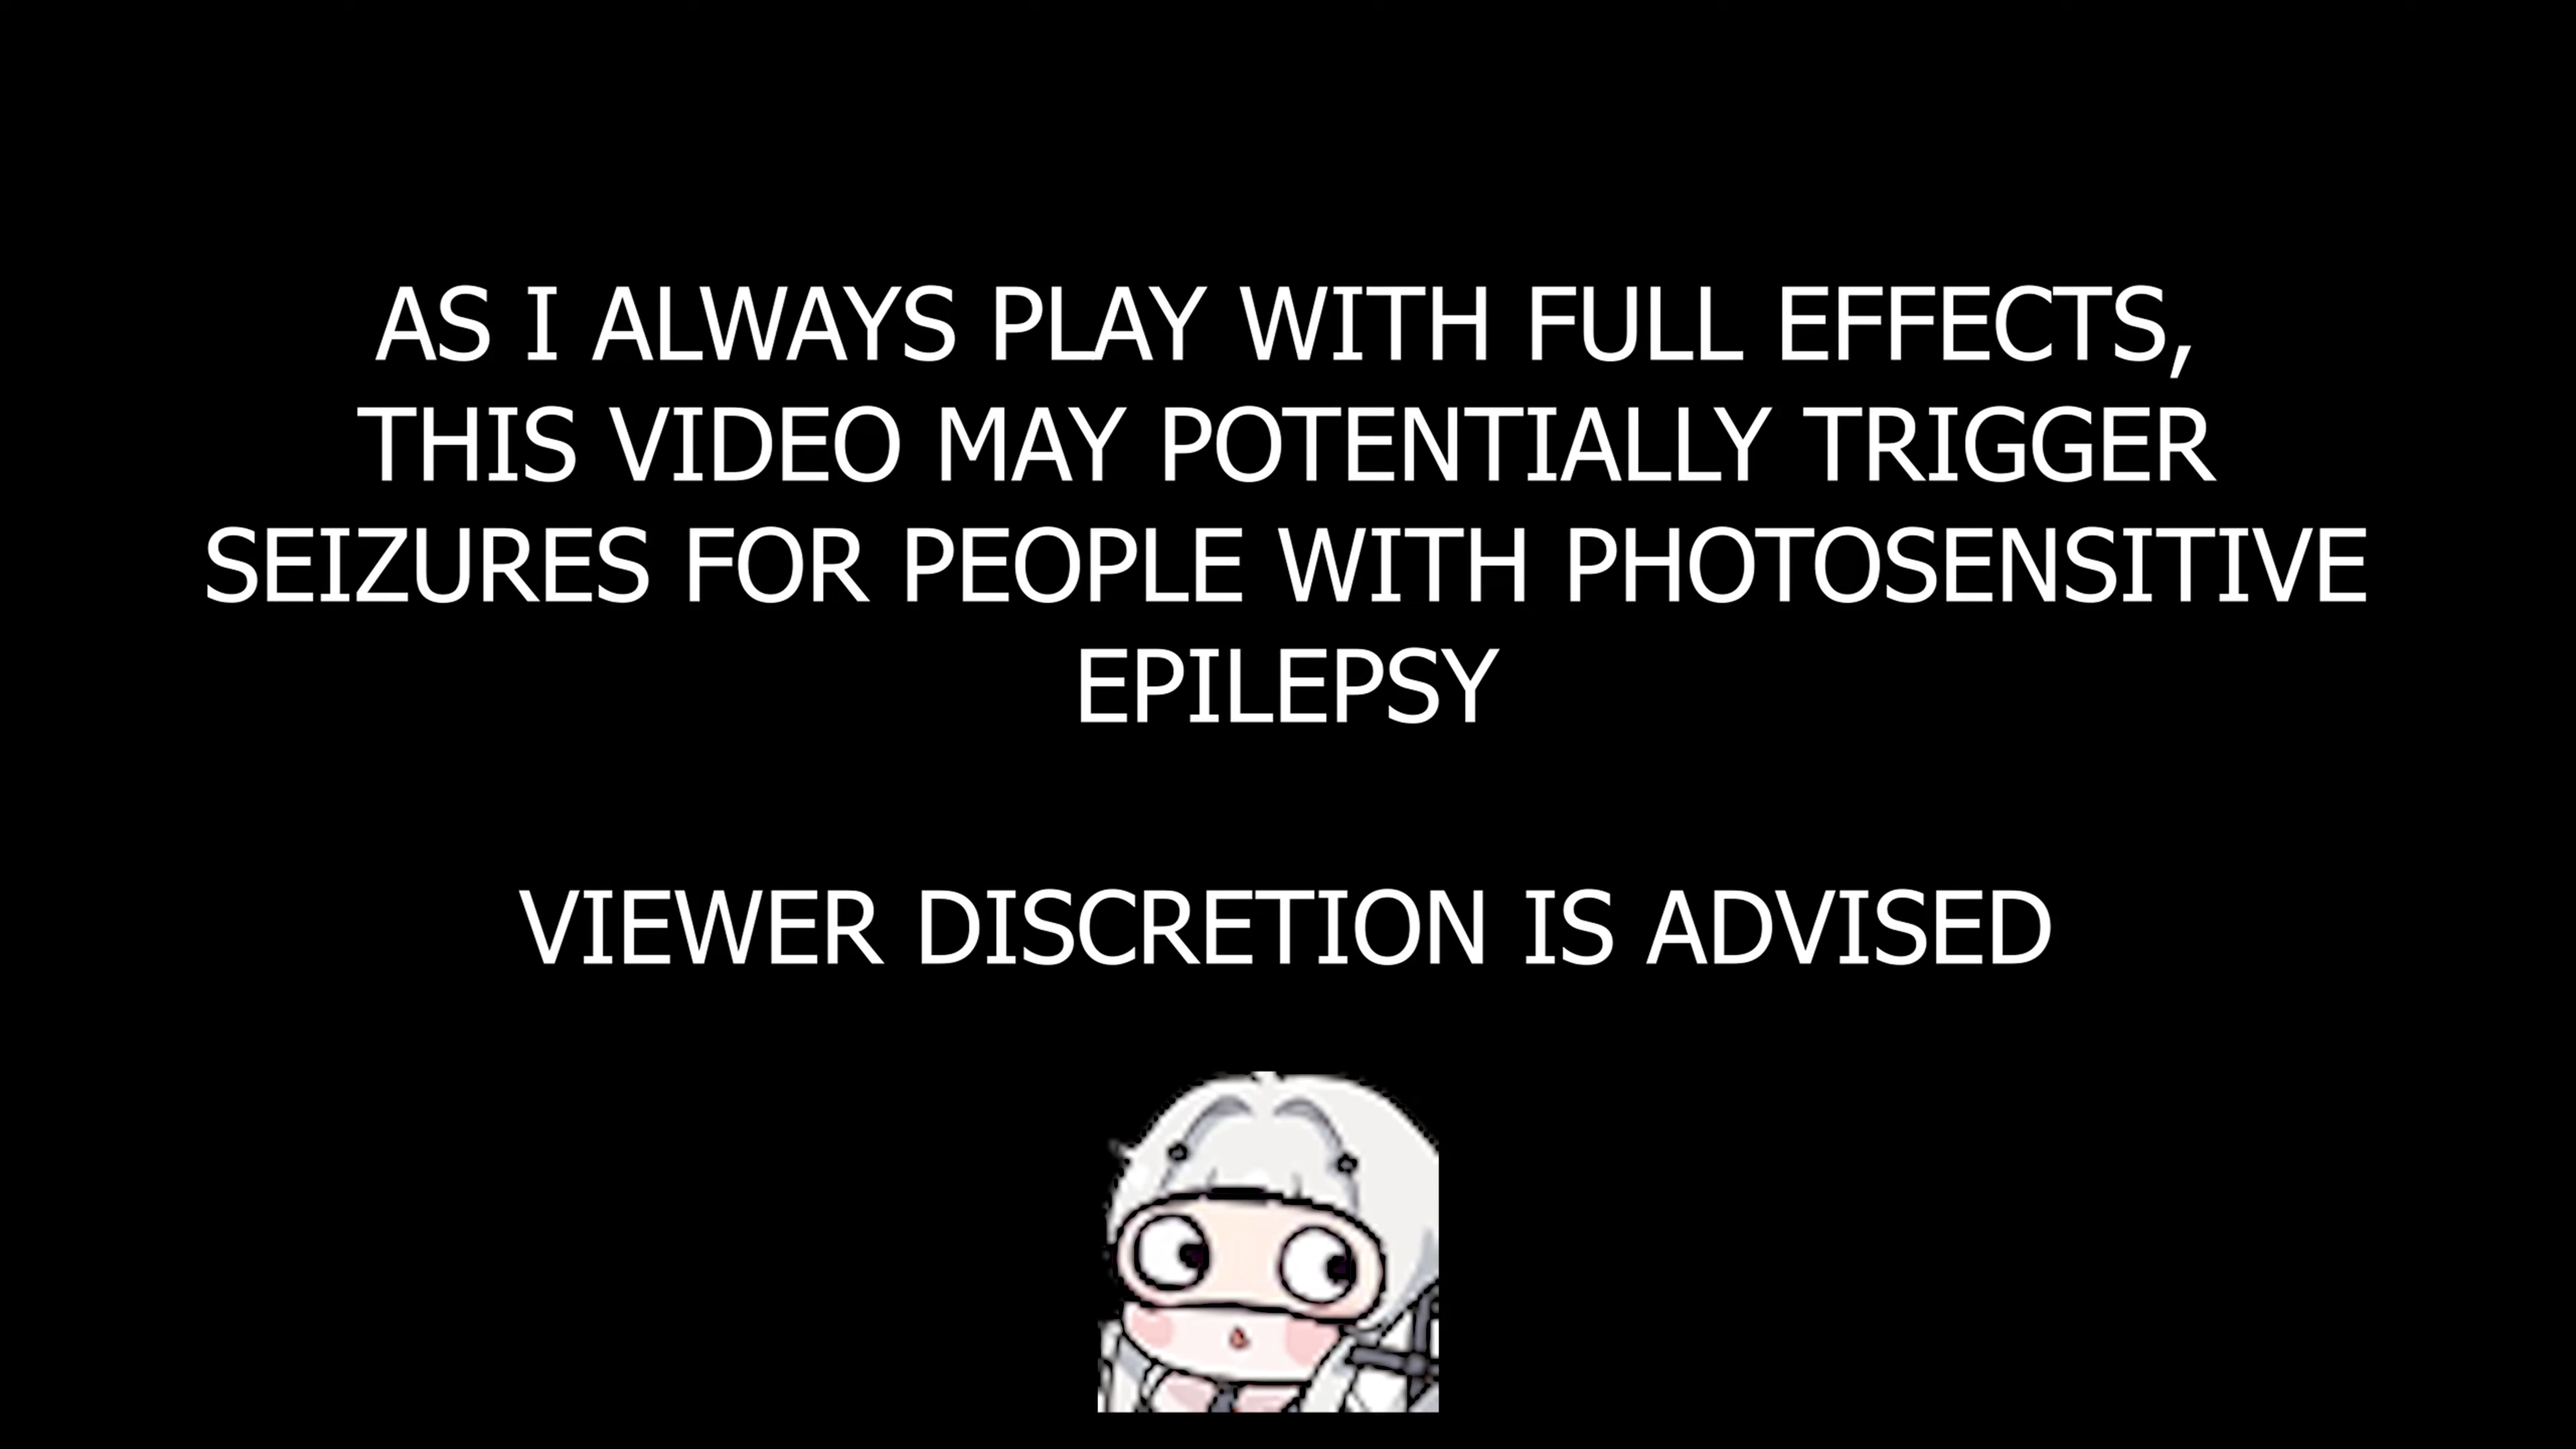 AS I ALWAYS PLAY WITH FULL EFFECTS,
THIS VIDEO MAY POTENTIALLY TRIGGER
SEIZURES FOR PEOPLE WITH PHOTOSENSITIVE
EPILEPSY
VIEWER DISCRETION IS ADVISED